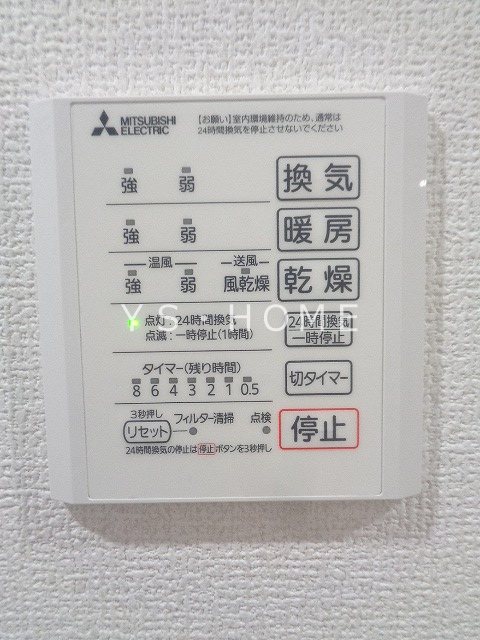 MITSUBISHI
ELECTRIC
【お願い】室内環境維持のため、通常は
24時間換気を停止させないでください
強 弱 換気
強 弱 暖房
温風 送風
強 弱 風乾燥 乾燥
YS-HOME
点灯：24時間換気
点滅：一時停止(1時間)
24時間換気
一時停止
タイマー(残り時間)
8 6 4 3 2 1 0.5
切タイマー
3秒押し
リセット フィルター清掃 点検
停止
24時間換気の停止は停止ボタンを3秒押し